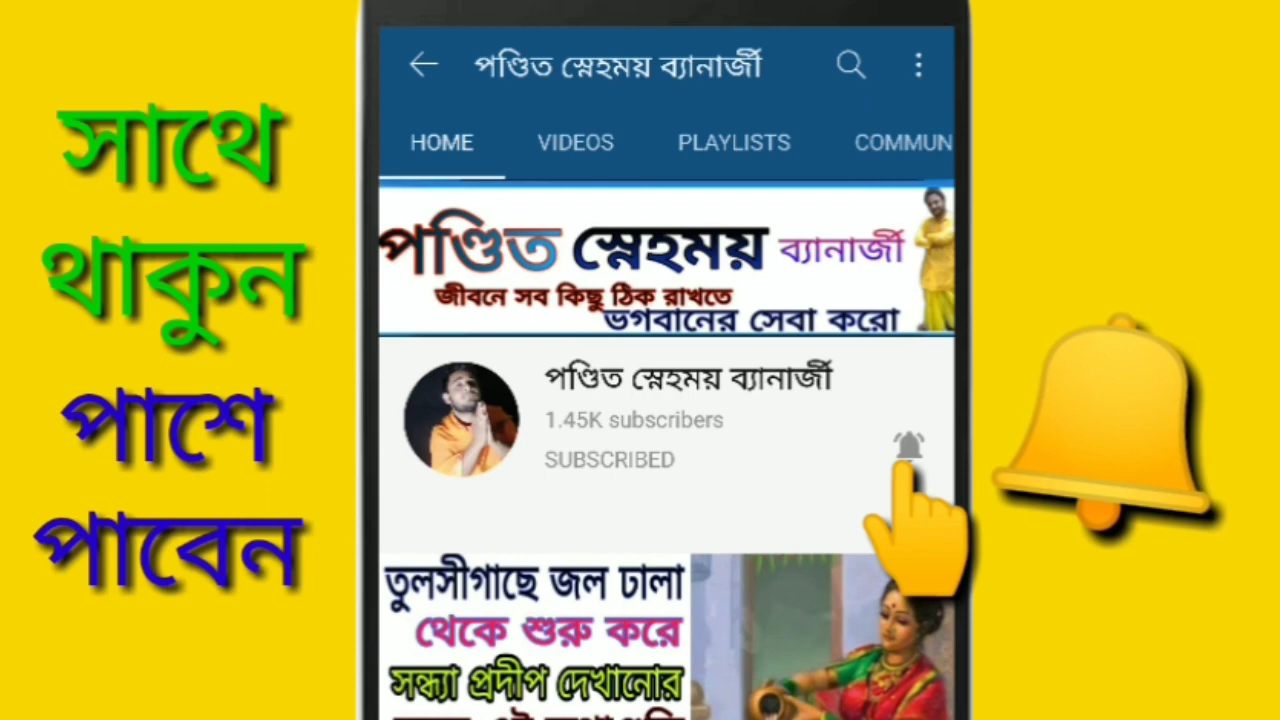 সাথে
থাকুন
পাশে
পাবেন
পণ্ডিত স্নেহময় ব্যানার্জী
HOME VIDEOS PLAYLISTS COMMUN
পণ্ডিত স্নেহময় ব্যানার্জী
জীবনে সব কিছু ঠিক রাখতে
ভগবানের সেবা করো
পণ্ডিত স্নেহময় ব্যানার্জী
1.45K subscribers
SUBSCRIBED
তুলসীগাছে জল ঢালা
থেকে শুরু করে
সন্ধ্যা প্রদীপ দেখানোর